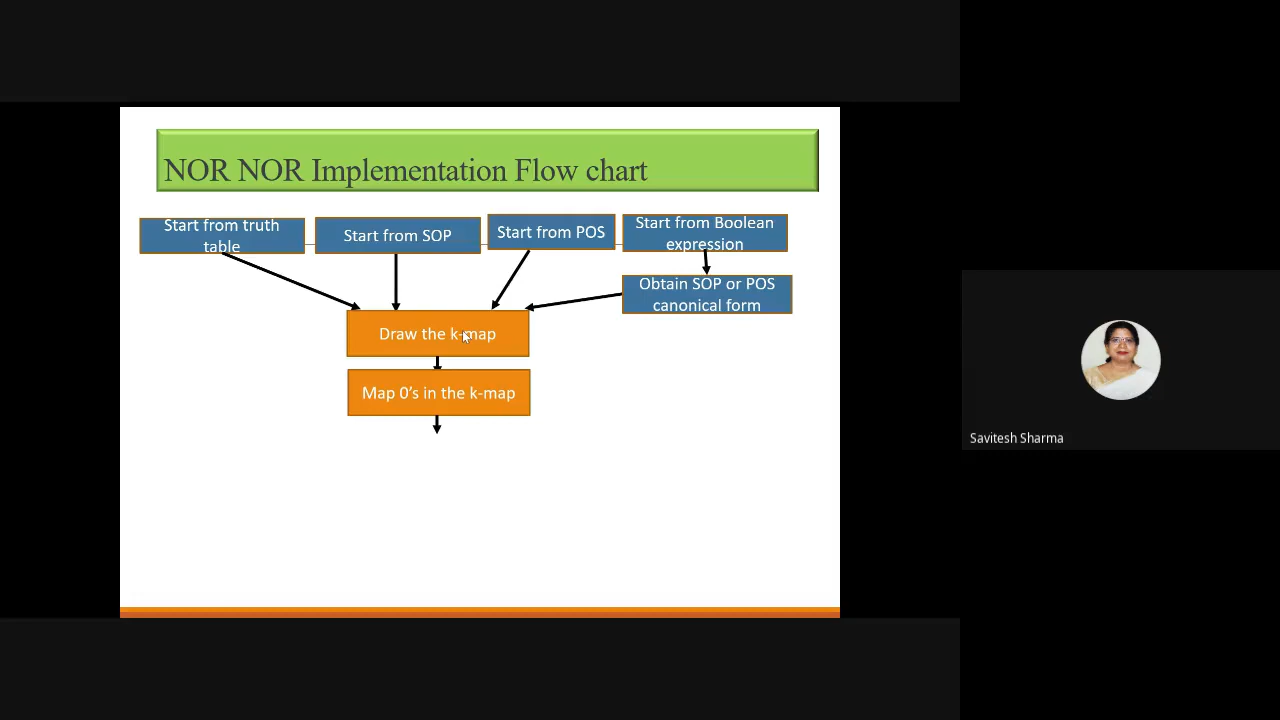 NOR NOR Implementation Flow chart
Start from truth
table
Start from SOP
Start from POS
Start from Boolean
expression
Obtain SOP or POS
canonical form
Draw the k-map
Map 0's in the k-map
Savitesh Sharma